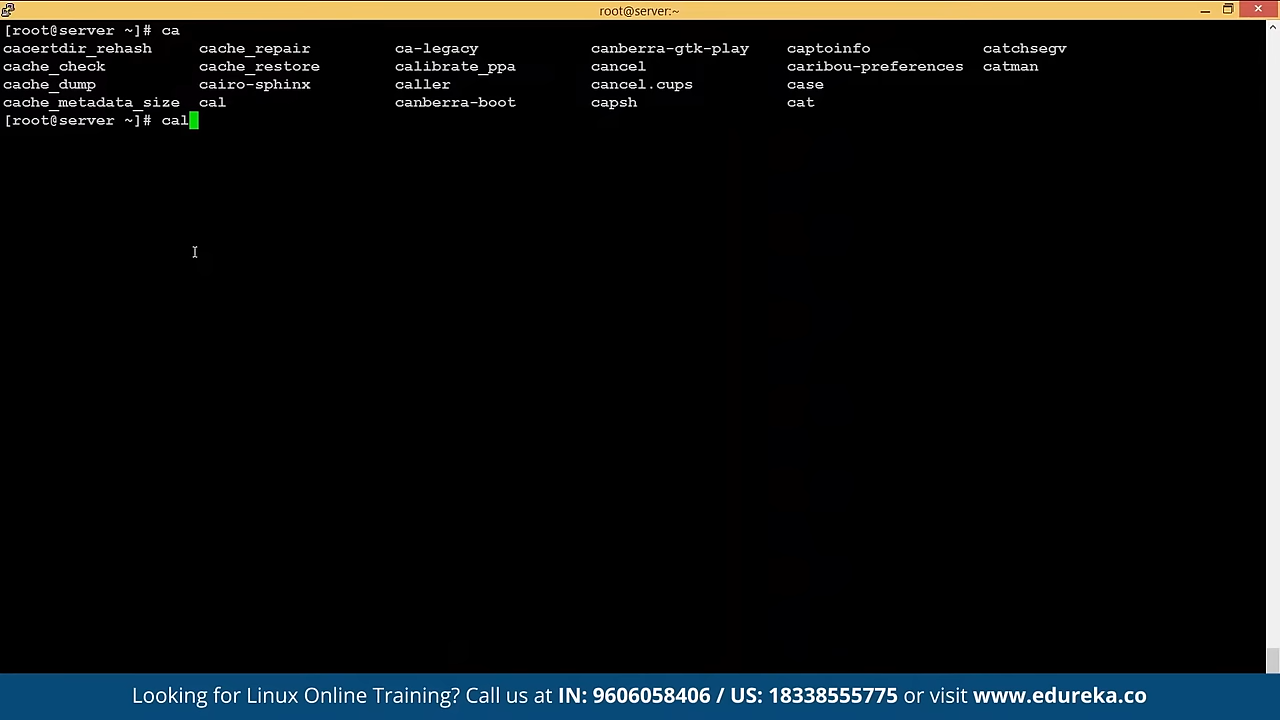 root@server:~
[root@server ~]# ca
cacertdir_rehash cache_repair ca-legacy canberra-gtk-play captoinfo catchsegv
cache_check cache_restore calibrate_ppa cancel caribou-preferences catman
cache_dump cairo-sphinx caller cancel.cups case
cache_metadata_size cal canberra-boot capsh cat
[root@server ~]# cal
Looking for Linux Online Training? Call us at IN: 9606058406 / US: 18338555775 or visit www.edureka.co